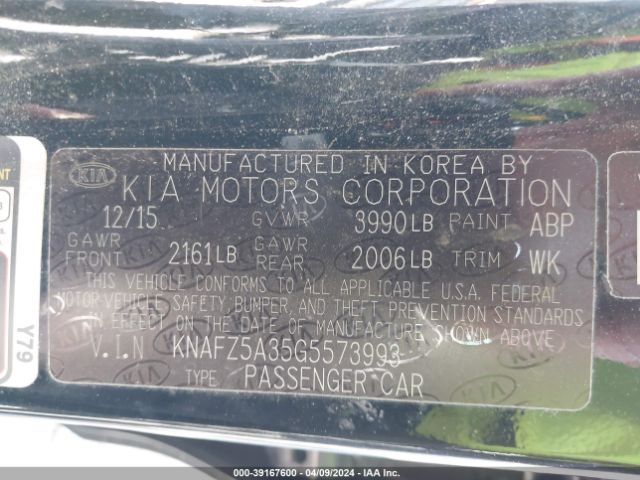 MANUFACTURED IN KOREA BY
KIA KIA MOTORS CORPORATION
12/15 GVWR 3990LB PAINT ABP
GAWR FRONT 2161LB GAWR REAR 2006LB TRIM WK
THIS VEHICLE CONFORMS TO ALL APPLICABLE U.S.A. FEDERAL
MOTOR-VEHICLE SAFETY, BUMPER, AND THEFT PREVENTION STANDARDS
IN EFFECT ON THE DATE OF MANUFACTURE SHOWN ABOVE
V.I.N KNAFZ5A35G5573993
TYPE PASSENGER CAR
Y79
000-39167600 / 04/09/2024 / IAA Inc.